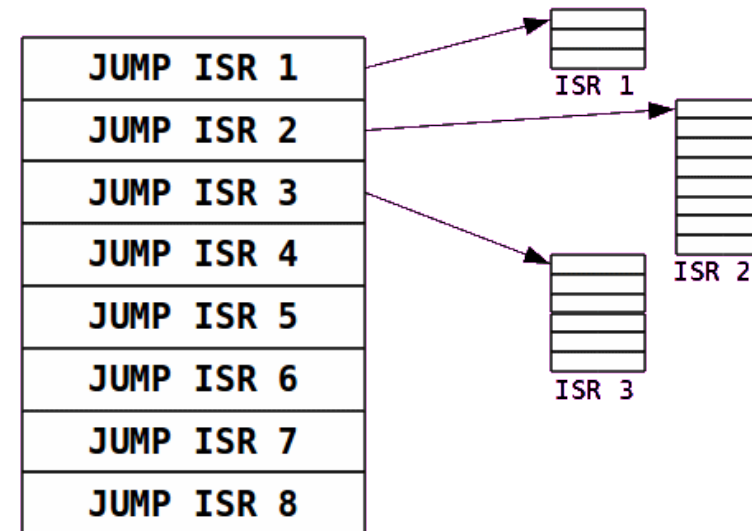 JUMP ISR 1
JUMP ISR 2
JUMP ISR 3
JUMP ISR 4
JUMP ISR 5
JUMP ISR 6
JUMP ISR 7
JUMP ISR 8
ISR 1
ISR 2
ISR 3